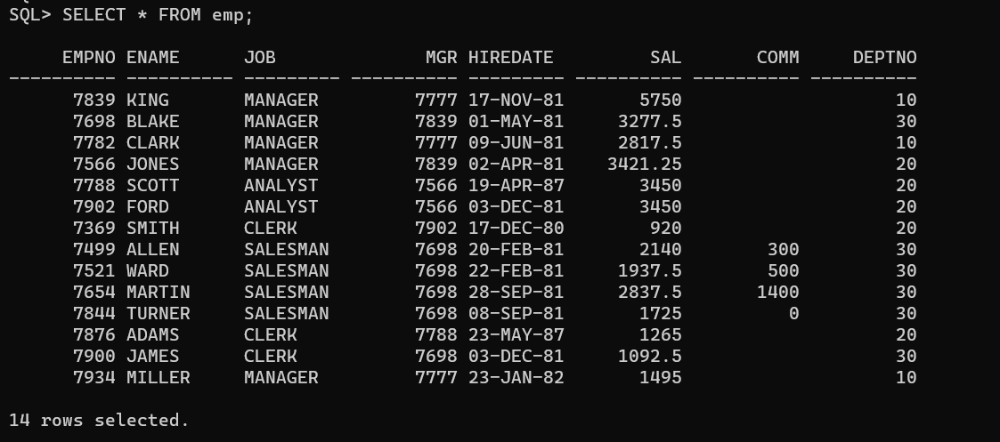 SQL> SELECT * FROM emp;

     EMPNO ENAME      JOB              MGR HIREDATE         SAL       COMM     DEPTNO
---------- ---------- --------- ---------- --------- ---------- ---------- ----------
      7839 KING       MANAGER         7777 17-NOV-81       5750                    10
      7698 BLAKE      MANAGER         7839 01-MAY-81     3277.5                    30
      7782 CLARK      MANAGER         7777 09-JUN-81     2817.5                    10
      7566 JONES      MANAGER         7839 02-APR-81    3421.25                    20
      7788 SCOTT      ANALYST         7566 19-APR-87       3450                    20
      7902 FORD       ANALYST         7566 03-DEC-81       3450                    20
      7369 SMITH      CLERK           7902 17-DEC-80        920                    20
      7499 ALLEN      SALESMAN        7698 20-FEB-81       2140        300         30
      7521 WARD       SALESMAN        7698 22-FEB-81     1937.5        500         30
      7654 MARTIN     SALESMAN        7698 28-SEP-81     2837.5       1400         30
      7844 TURNER     SALESMAN        7698 08-SEP-81       1725          0         30
      7876 ADAMS      CLERK           7788 23-MAY-87       1265                    20
      7900 JAMES      CLERK           7698 03-DEC-81     1092.5                    30
      7934 MILLER     MANAGER         7777 23-JAN-82       1495                    10

14 rows selected.